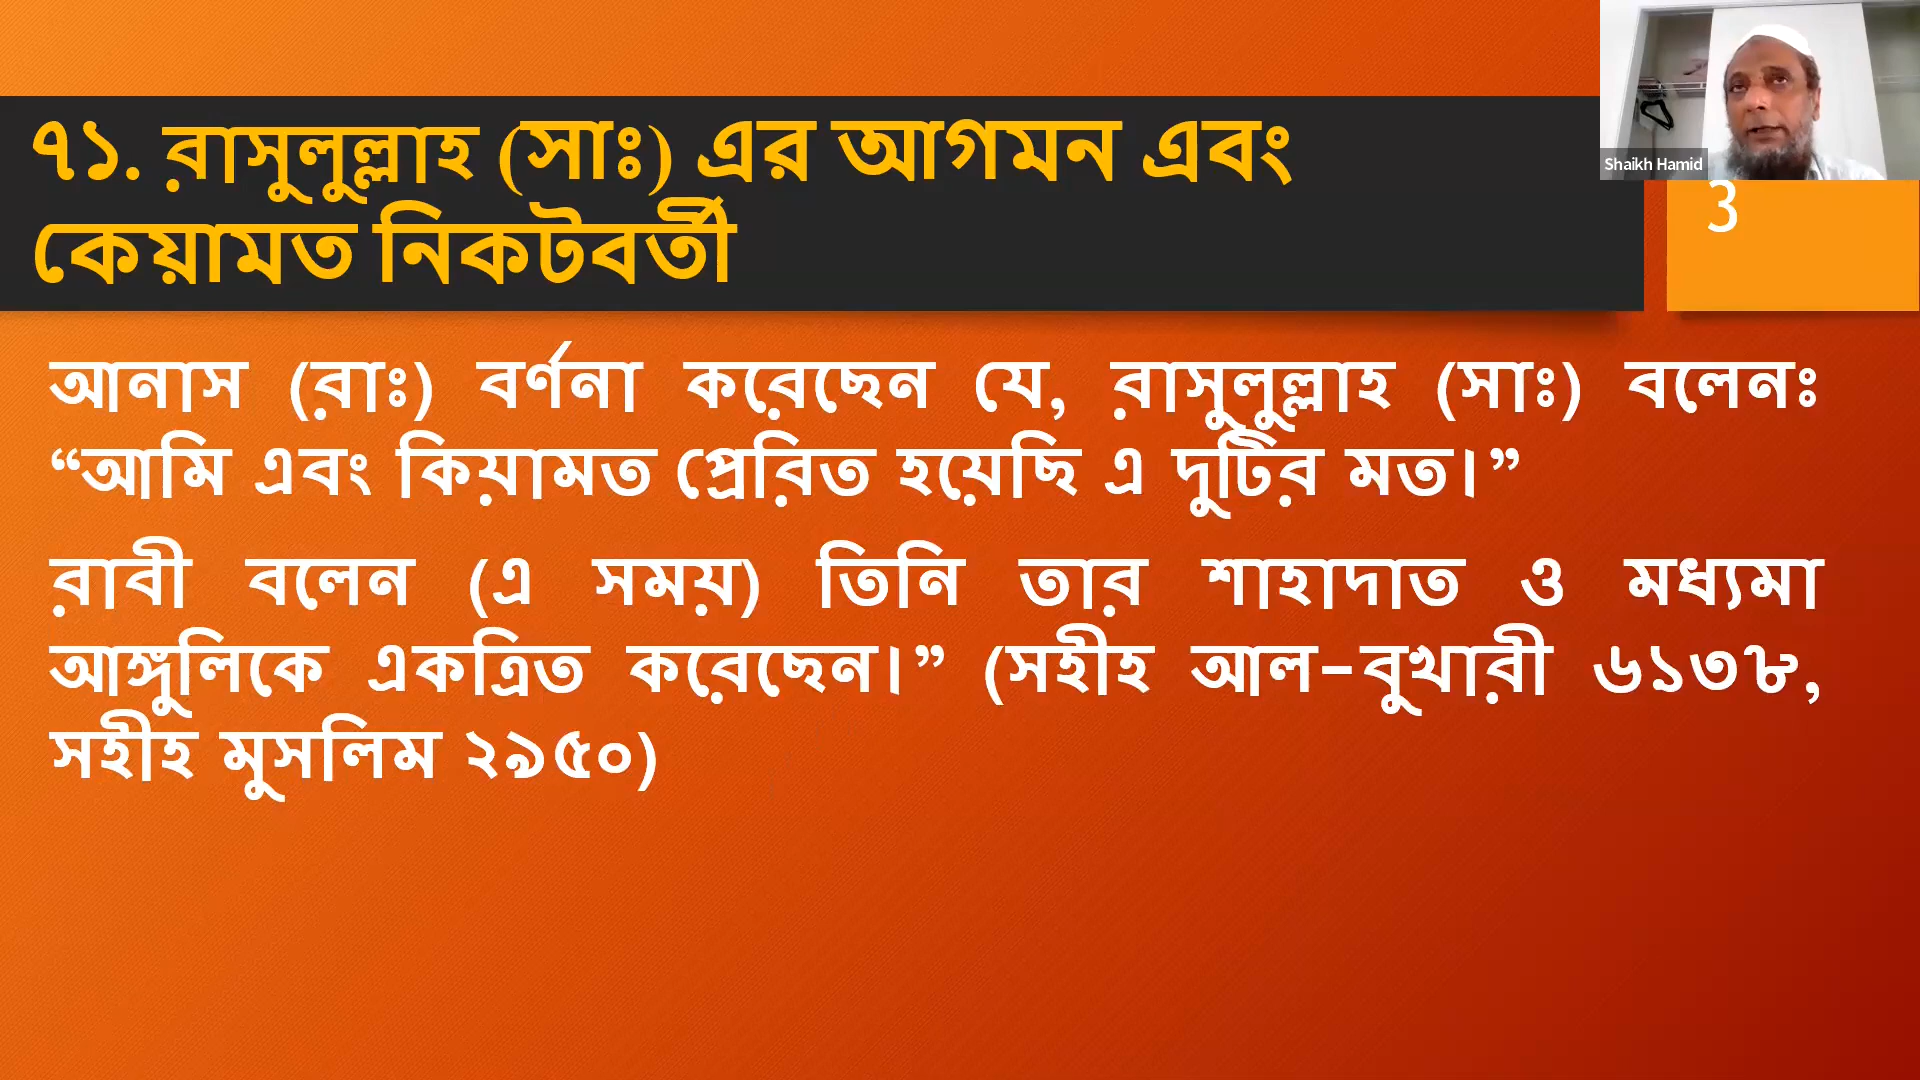 ৭১. রাসুলুল্লাহ (সাঃ) এর আগমন এবং
কেয়ামত নিকটবর্তী
Shaikh Hamid
3
আনাস (রাঃ) বর্ণনা করেছেন যে, রাসুলুল্লাহ (সাঃ) বলেনঃ
“আমি এবং কিয়ামত প্রেরিত হয়েছি এ দুটির মত।”
রাবী বলেন (এ সময়) তিনি তার শাহাদাত ও মধ্যমা
আঙ্গুলিকে একত্রিত করেছেন।” (সহীহ আল-বুখারী ৬১৩৮,
সহীহ মুসলিম ২৯৫০)